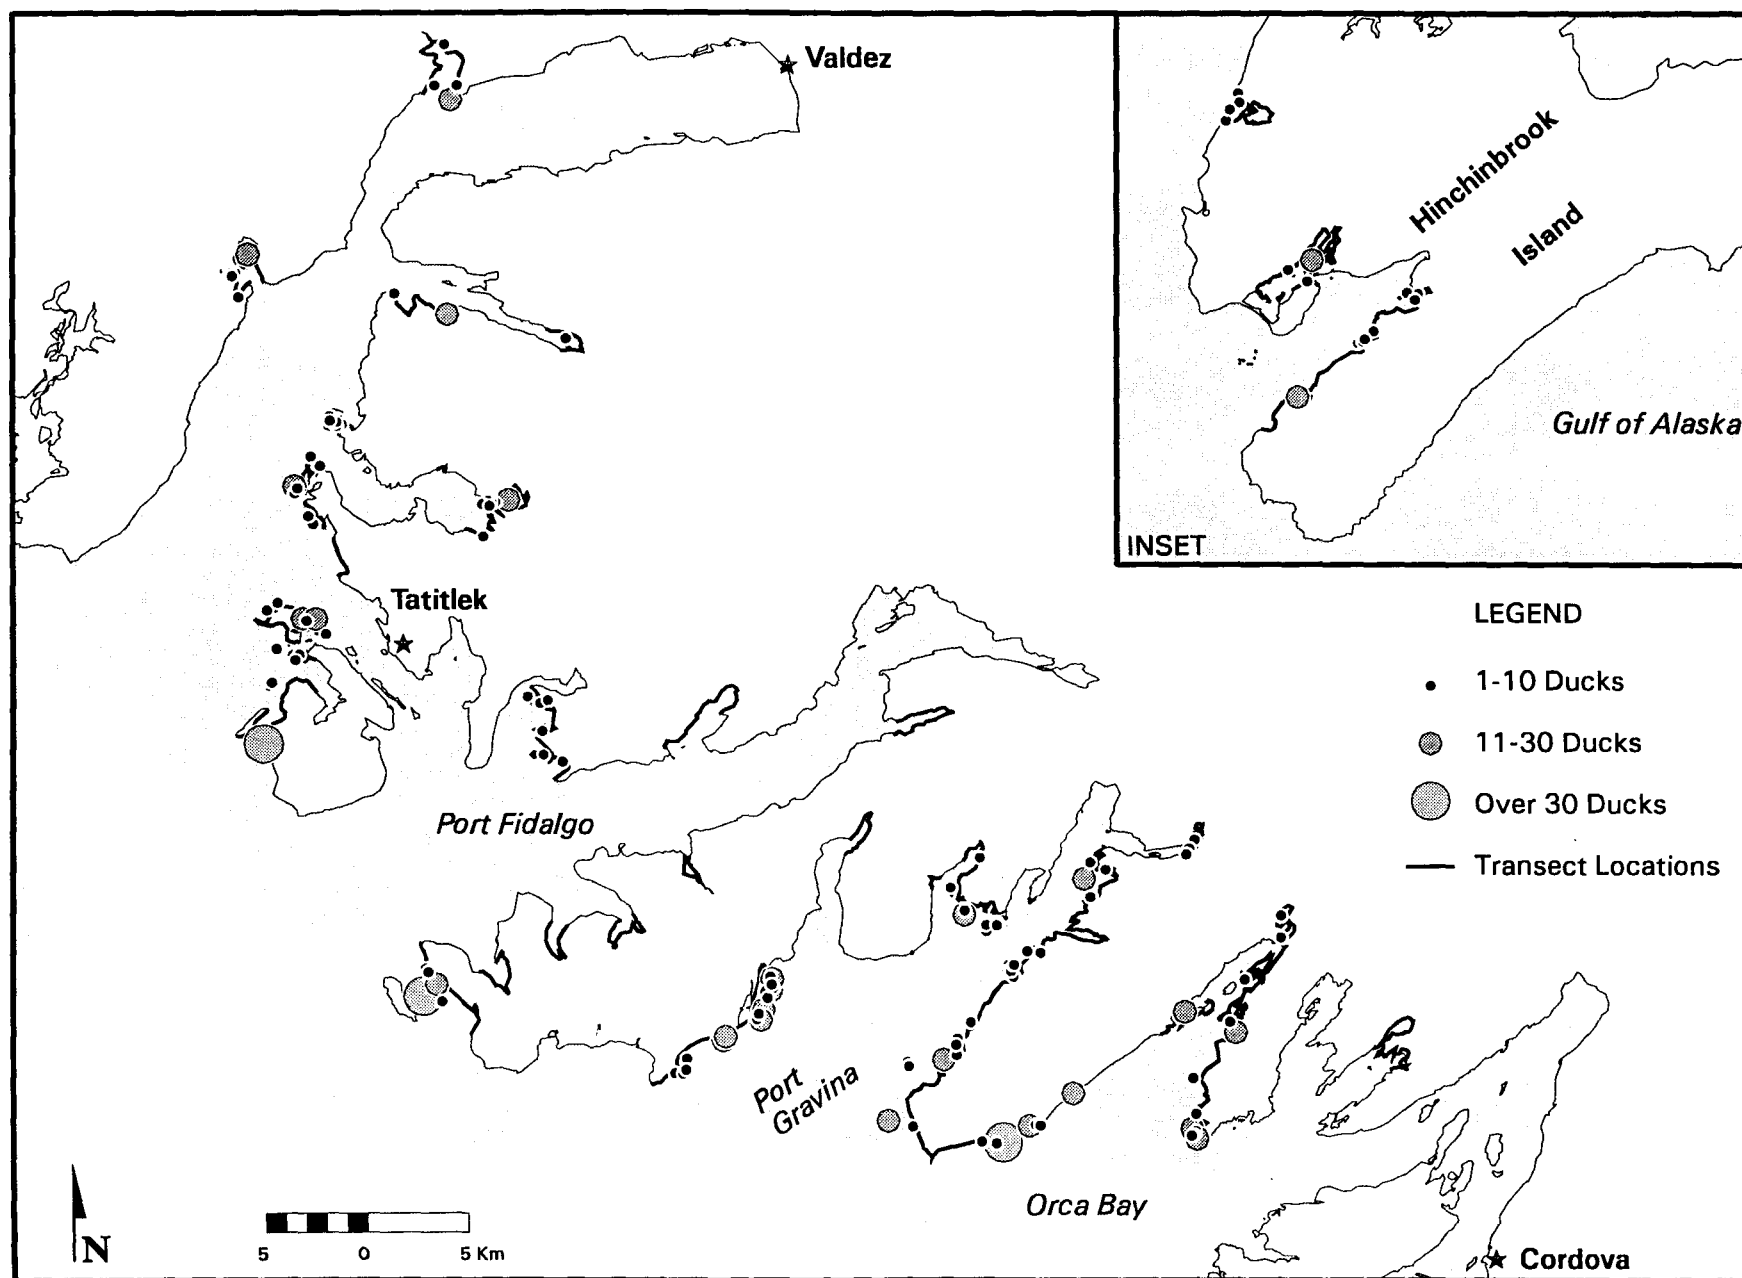 Valdez
Hinchinbrook
Island
Gulf of Alaska
INSET
Tatitlek
LEGEND
1-10 Ducks
11-30 Ducks
Over 30 Ducks
Transect Locations
Port Fidalgo
Port
Gravina
Orca Bay
N
5 0 5 Km
Cordova